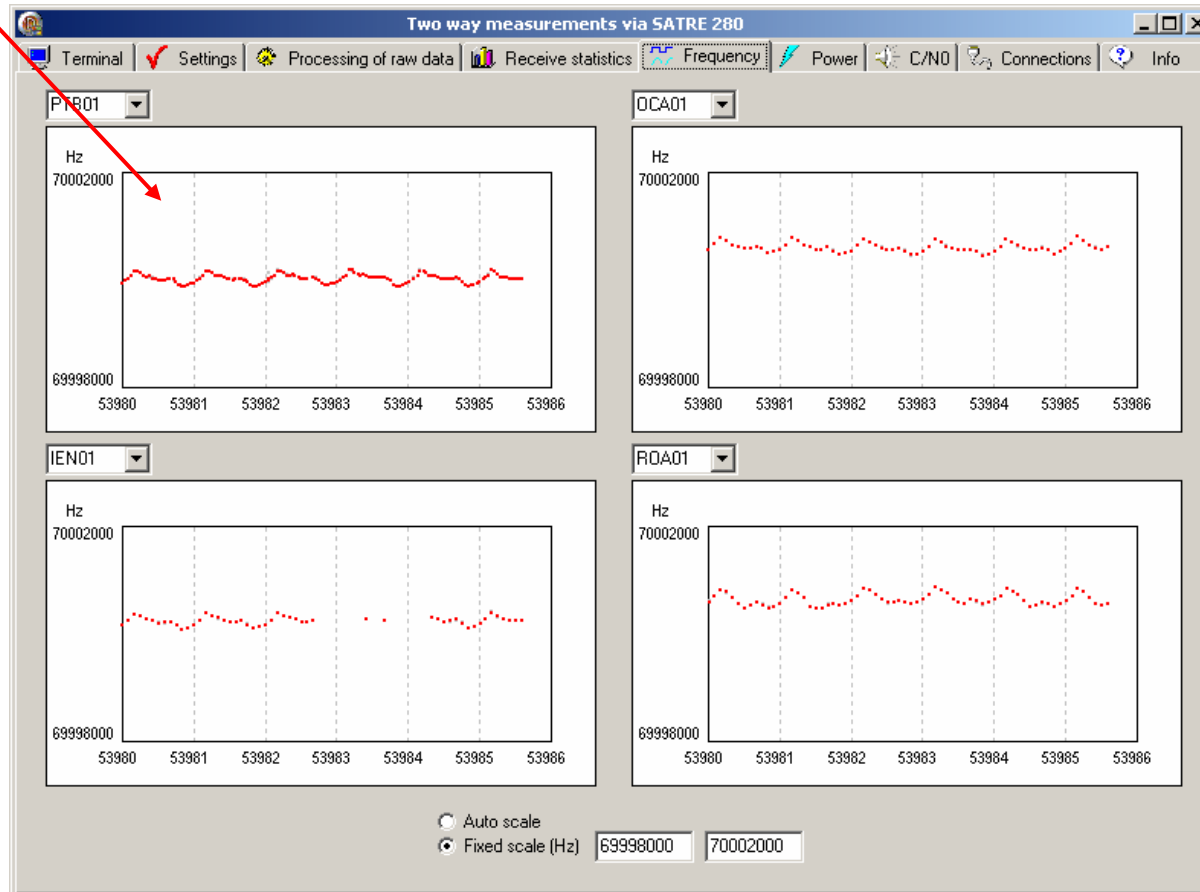 Two way measurements via SATRE 280
Terminal Settings Processing of raw data Receive statistics Frequency Power C/N0 Connections Info
PTB01
Hz
70002000
69998000
53980 53981 53982 53983 53984 53985 53986
OCA01
Hz
70002000
69998000
53980 53981 53982 53983 53984 53985 53986
IEN01
Hz
70002000
69998000
53980 53981 53982 53983 53984 53985 53986
ROA01
Hz
70002000
69998000
53980 53981 53982 53983 53984 53985 53986
Auto scale
Fixed scale (Hz) 69998000 70002000